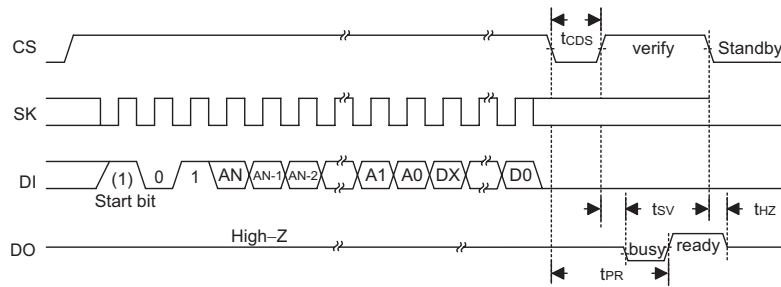 CS tCDS verify Standby
SK
DI (1) 0 1 AN AN-1 AN-2 A1 A0 DX D0
Start bit
tSV tHZ
DO High–Z busy ready
tPR